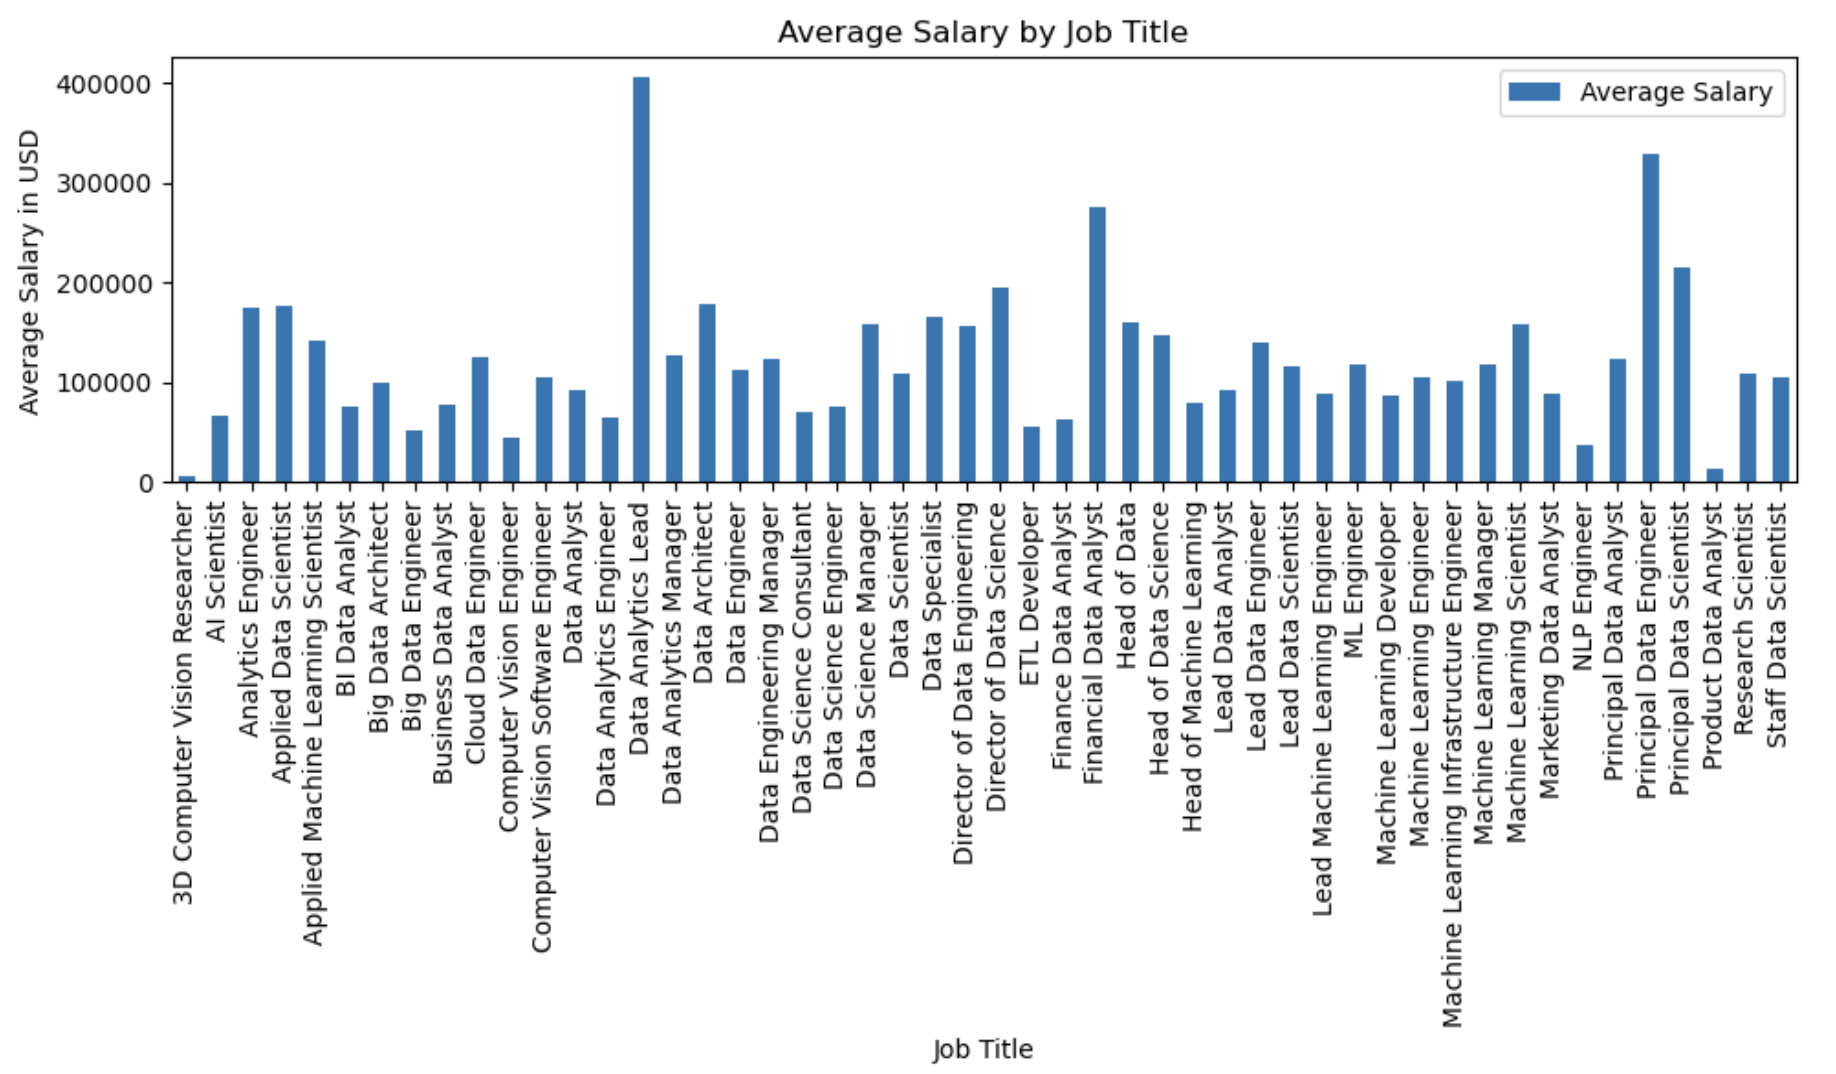 Average Salary by Job Title
Average Salary
Average Salary in USD
400000
300000
200000
100000
0
3D Computer Vision Researcher
AI Scientist
Analytics Engineer
Applied Data Scientist
Applied Machine Learning Scientist
BI Data Analyst
Big Data Architect
Big Data Engineer
Business Data Analyst
Cloud Data Engineer
Computer Vision Engineer
Computer Vision Software Engineer
Data Analyst
Data Analytics Engineer
Data Analytics Lead
Data Analytics Manager
Data Architect
Data Engineer
Data Engineering Manager
Data Science Consultant
Data Science Engineer
Data Science Manager
Data Scientist
Data Specialist
Director of Data Engineering
Director of Data Science
ETL Developer
Finance Data Analyst
Financial Data Analyst
Head of Data
Head of Data Science
Head of Machine Learning
Lead Data Analyst
Lead Data Engineer
Lead Data Scientist
Lead Machine Learning Engineer
ML Engineer
Machine Learning Developer
Machine Learning Engineer
Machine Learning Infrastructure Engineer
Machine Learning Manager
Machine Learning Scientist
Marketing Data Analyst
NLP Engineer
Principal Data Analyst
Principal Data Engineer
Principal Data Scientist
Product Data Analyst
Research Scientist
Staff Data Scientist
Job Title